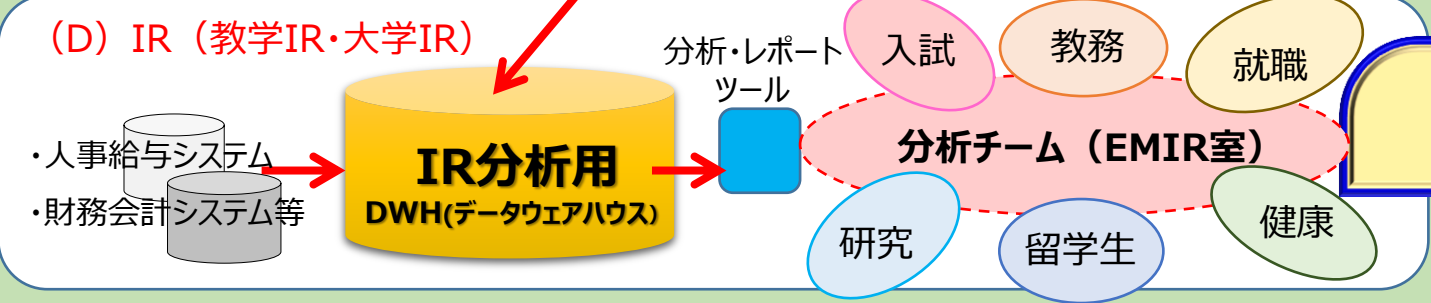 （D）IR（教学IR・大学IR）
・人事給与システム
・財務会計システム等
IR分析用
DWH(データウェアハウス)
分析・レポート
ツール
入試
教務
就職
分析チーム（EMIR室）
研究
留学生
健康